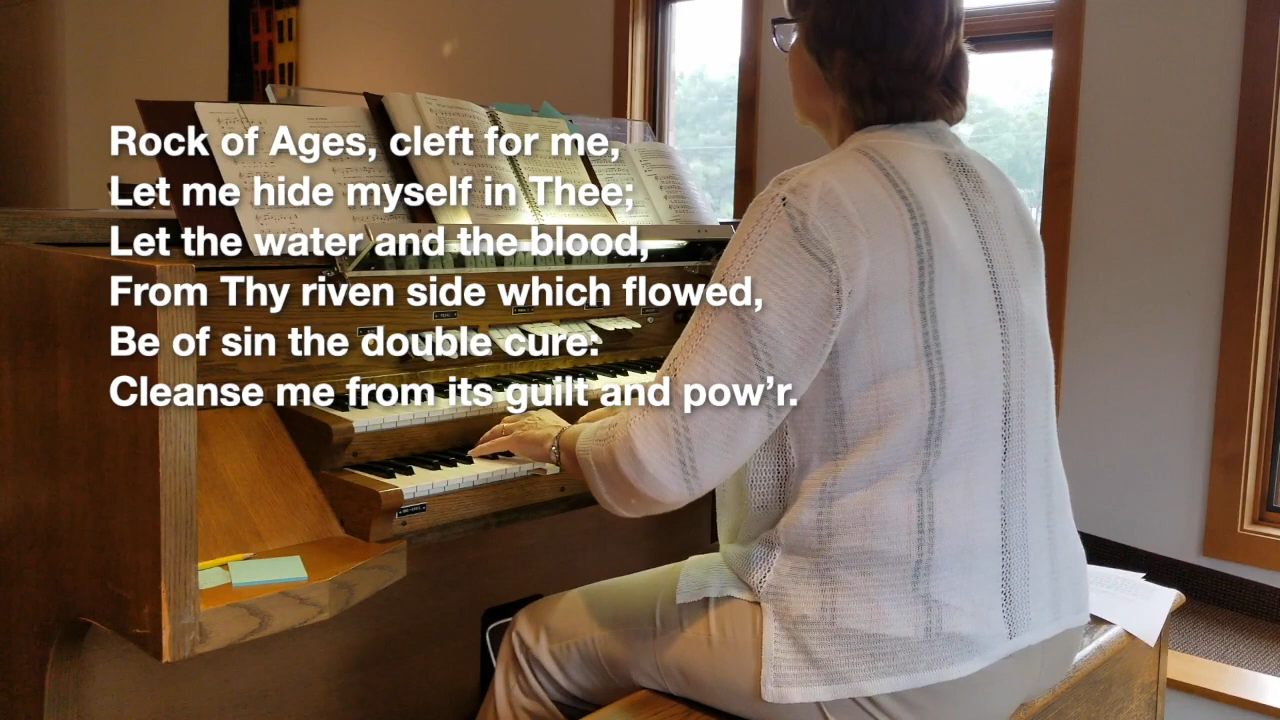 Rock of Ages, cleft for me,
Let me hide myself in Thee;
Let the water and the blood,
From Thy riven side which flowed,
Be of sin the double cure:
Cleanse me from its guilt and pow’r.